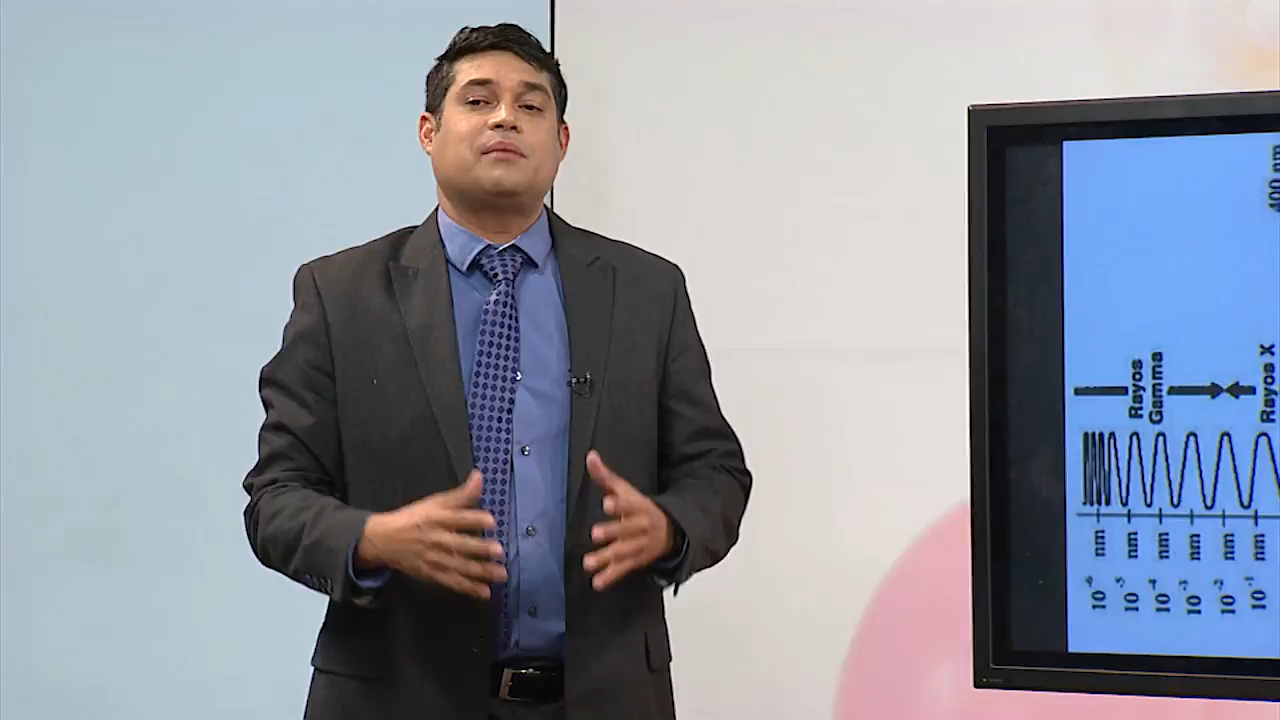 400 nm
Rayos
Gamma
Rayos X
10⁻⁶ nm
10⁻⁵ nm
10⁻⁴ nm
10⁻³ nm
10⁻² nm
10⁻¹ nm